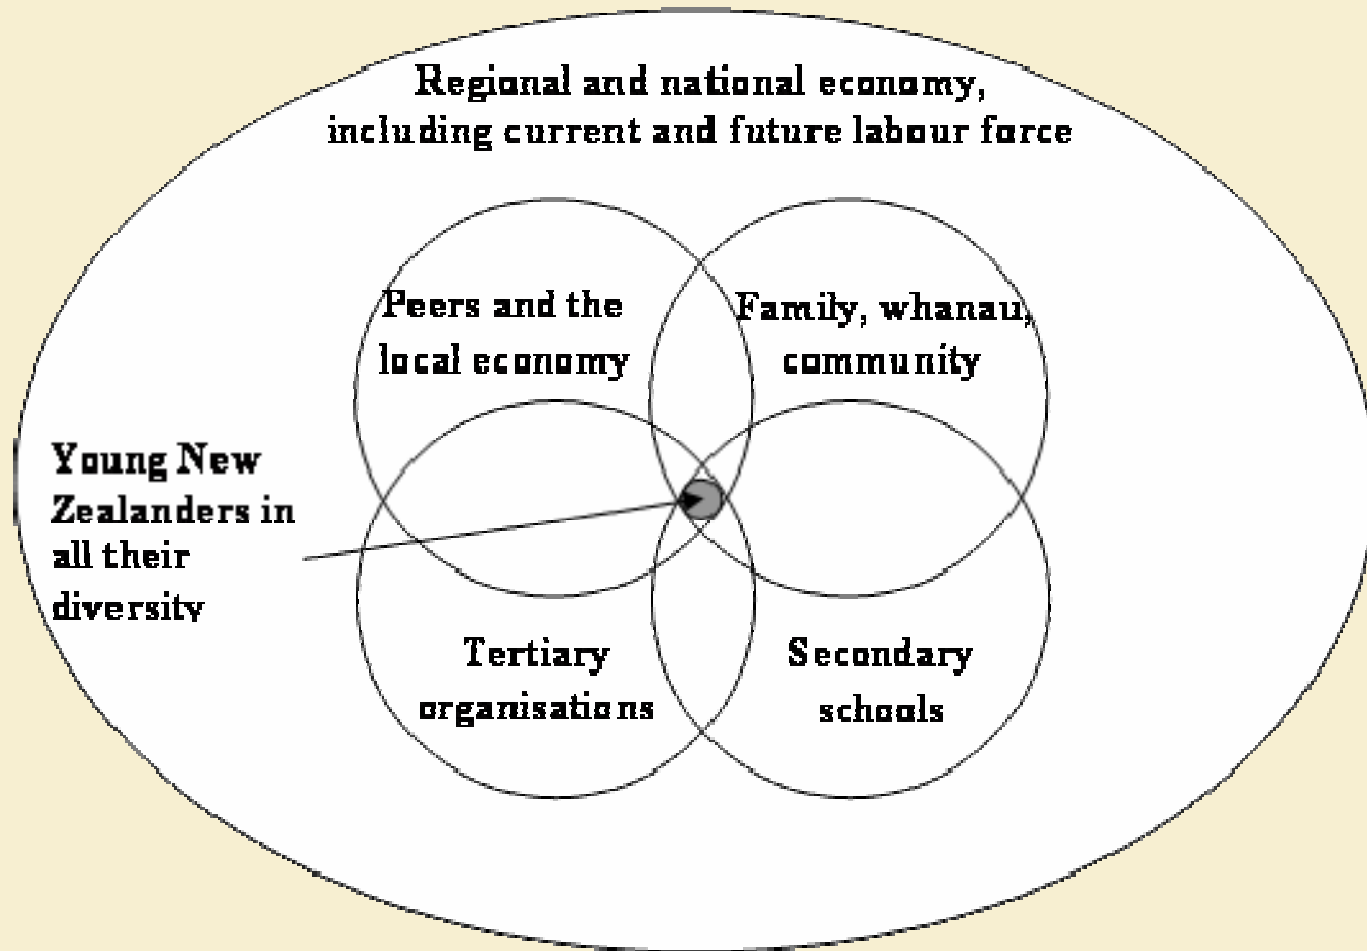 Regional and national economy,
including current and future labour force
Peers and the
local economy
Family, whanau,
community
Young New
Zealanders in
all their
diversity
Tertiary
organisations
Secondary
schools